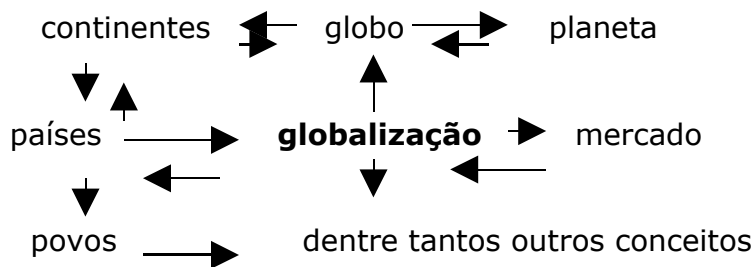 continentes globo planeta
países globalização mercado
povos dentre tantos outros conceitos